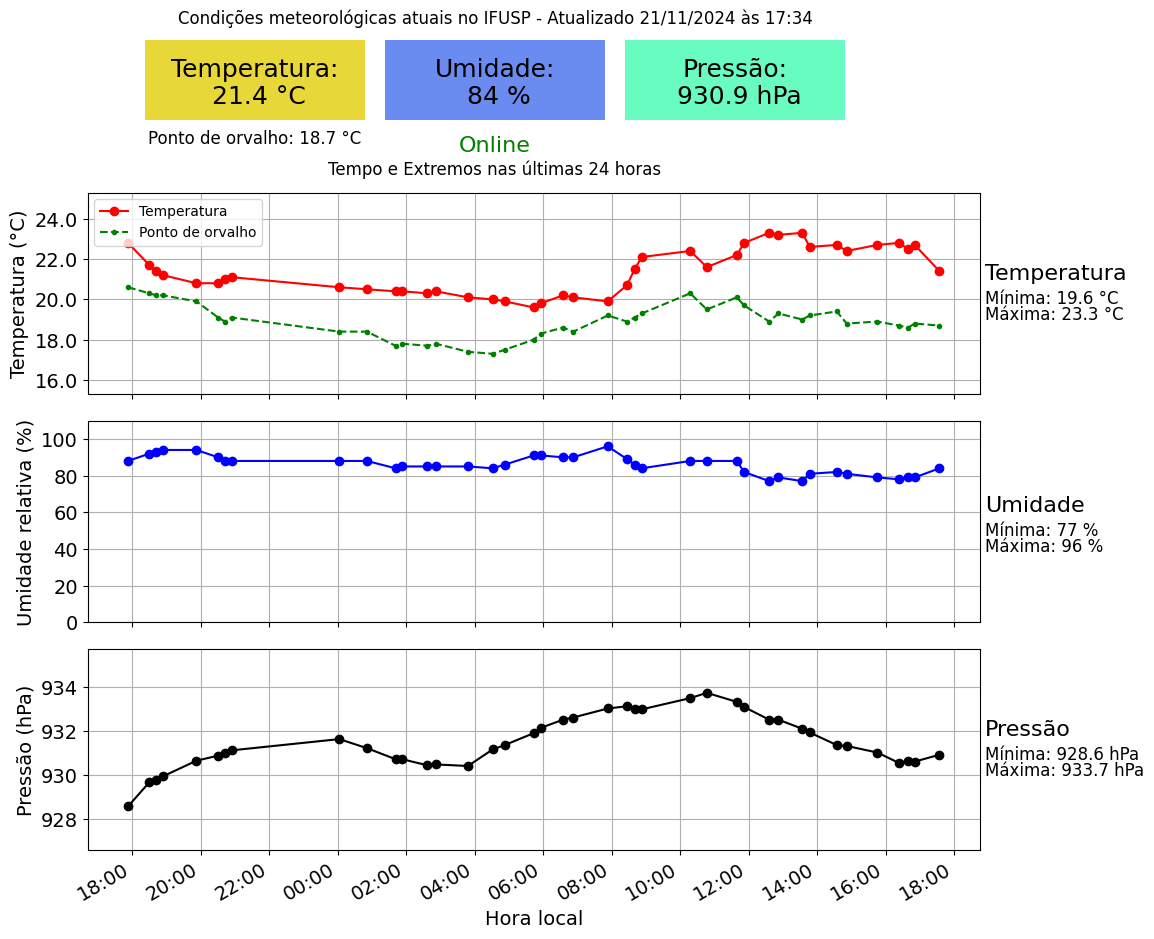 Condições meteorológicas atuais no IFUSP - Atualizado 21/11/2024 às 17:34
Temperatura:
21.4 °C
Umidade:
84 %
Pressão:
930.9 hPa
Ponto de orvalho: 18.7 °C
Online
Tempo e Extremos nas últimas 24 horas
Temperatura (°C)
24.0
22.0
20.0
18.0
16.0
Temperatura
Ponto de orvalho
Temperatura
Mínima: 19.6 °C
Máxima: 23.3 °C
Umidade relativa (%)
100
80
60
40
20
0
Umidade
Mínima: 77 %
Máxima: 96 %
Pressão (hPa)
934
932
930
928
Pressão
Mínima: 928.6 hPa
Máxima: 933.7 hPa
18:00 20:00 22:00 00:00 02:00 04:00 06:00 08:00 10:00 12:00 14:00 16:00 18:00
Hora local